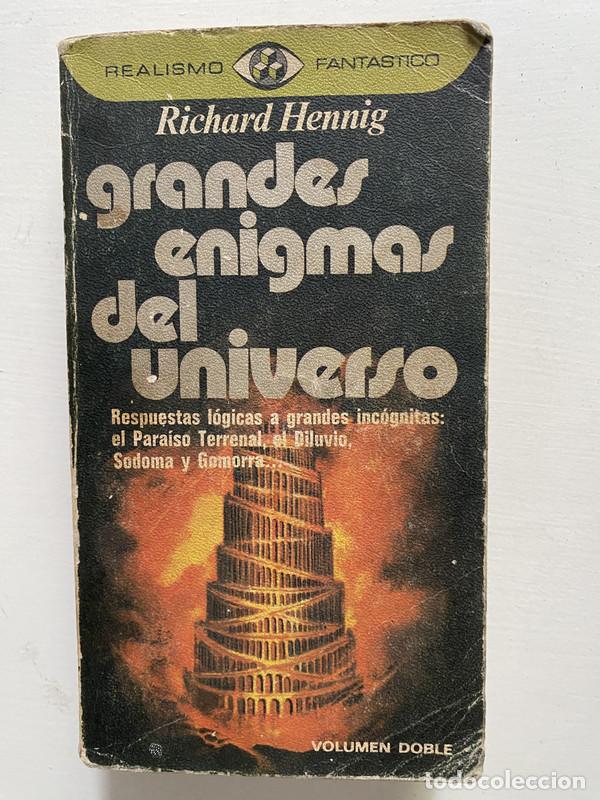 REALISMO FANTASTICO
Richard Hennig
grandes
enigmas
del
universo
Respuestas lógicas a grandes incógnitas:
el Paraiso Terrenal, el Diluvio,
Sodoma y Gomorra...
VOLUMEN DOBLE
todocoleccion